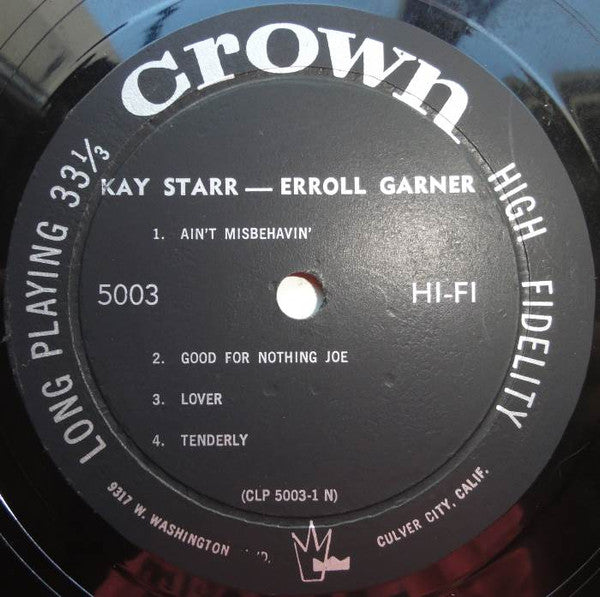 crown
LONG PLAYING 33⅓
HIGH FIDELITY
KAY STARR — ERROLL GARNER
1. AIN'T MISBEHAVIN'
5003
HI-FI
2. GOOD FOR NOTHING JOE
3. LOVER
4. TENDERLY
(CLP 5003-1 N)
9317 W. WASHINGTON
CULVER CITY, CALIF.